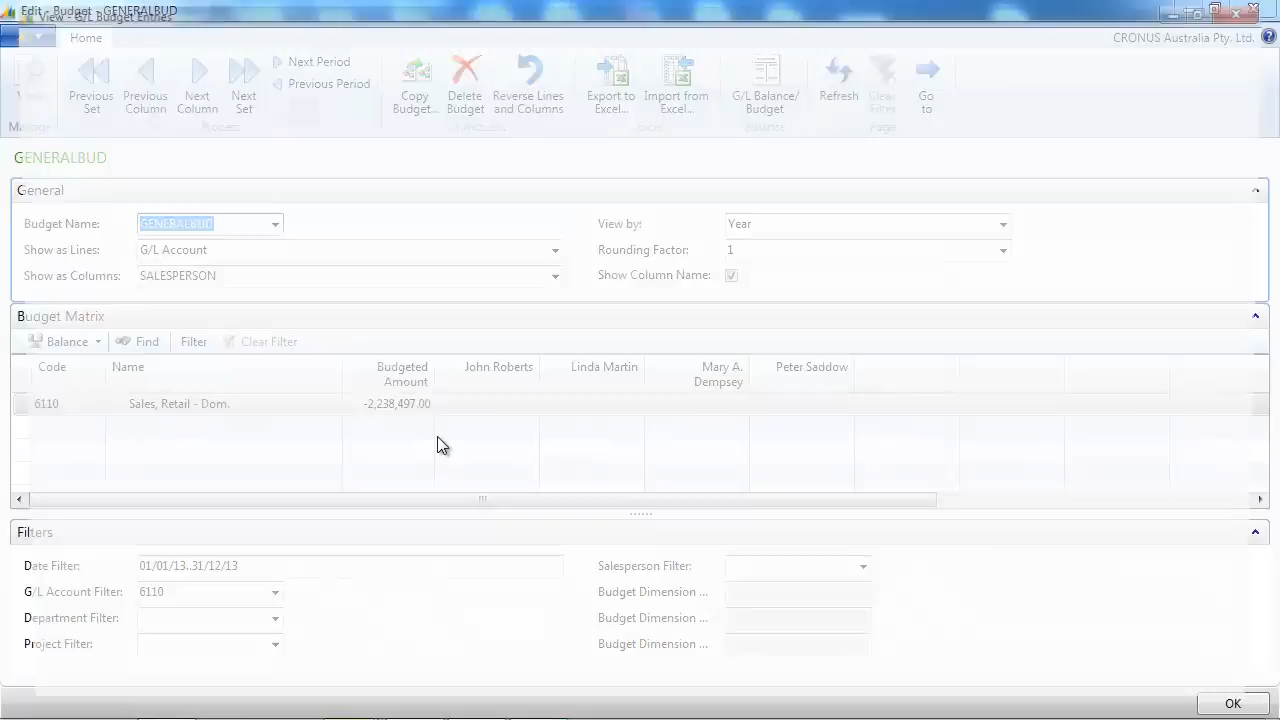 Edit - Budget - GENERALBUD
View - G/L Budget Entries
Home
CRONUS Australia Pty. Ltd.
Previous Set
Previous Column
Next Column
Next Set
Next Period
Previous Period
Copy Budget...
Delete Budget
Reverse Lines and Columns
Export to Excel...
Import from Excel...
G/L Balance/ Budget
Refresh
Clear Filter
Go to
Manage
Process
Balance
Page
GENERALBUD
General
Budget Name: GENERALBUD
View by: Year
Show as Lines: G/L Account
Rounding Factor: 1
Show as Columns: SALESPERSON
Show Column Name:
Budget Matrix
Balance Find Filter Clear Filter
Code Name Budgeted Amount John Roberts Linda Martin Mary A. Dempsey Peter Saddow
6110 Sales, Retail - Dom. -2,238,497.00
Filters
Date Filter: 01/01/13..31/12/13
Salesperson Filter:
G/L Account Filter: 6110
Budget Dimension ...
Department Filter:
Budget Dimension ...
Project Filter:
Budget Dimension ...
OK